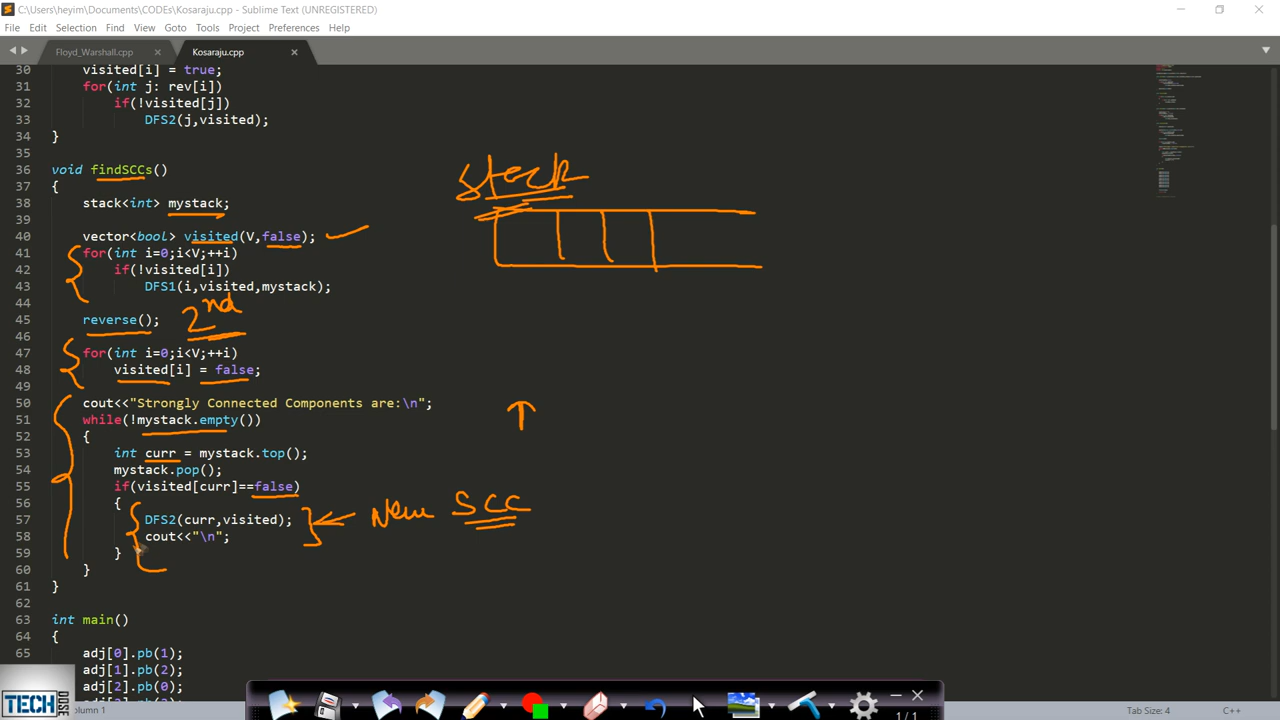 C:\Users\heyim\Documents\CODEs\Kosaraju.cpp - Sublime Text (UNREGISTERED)
File Edit Selection Find View Goto Tools Project Preferences Help
Floyd_Warshall.cpp Kosaraju.cpp
30 visited[i] = true;
31 for(int j: rev[i])
32 if(!visited[j])
33 DFS2(j,visited);
34 }
35
36 void findSCCs()
37 {
38 stack<int> mystack;
39
40 vector<bool> visited(V,false);
41 for(int i=0;i<V;++i)
42 if(!visited[i])
43 DFS1(i,visited,mystack);
44
45 reverse();
46
47 for(int i=0;i<V;++i)
48 visited[i] = false;
49
50 cout<<"Strongly Connected Components are:\n";
51 while(!mystack.empty())
52 {
53 int curr = mystack.top();
54 mystack.pop();
55 if(visited[curr]==false)
56 {
57 DFS2(curr,visited);
58 cout<<"\n";
59 }
60 }
61 }
62
63 int main()
64 {
65 adj[0].pb(1);
adj[1].pb(2);
adj[2].pb(0);
Stack
2nd
New SCC
TECH
DOSE
1/1
Column 1
Tab Size: 4 C++